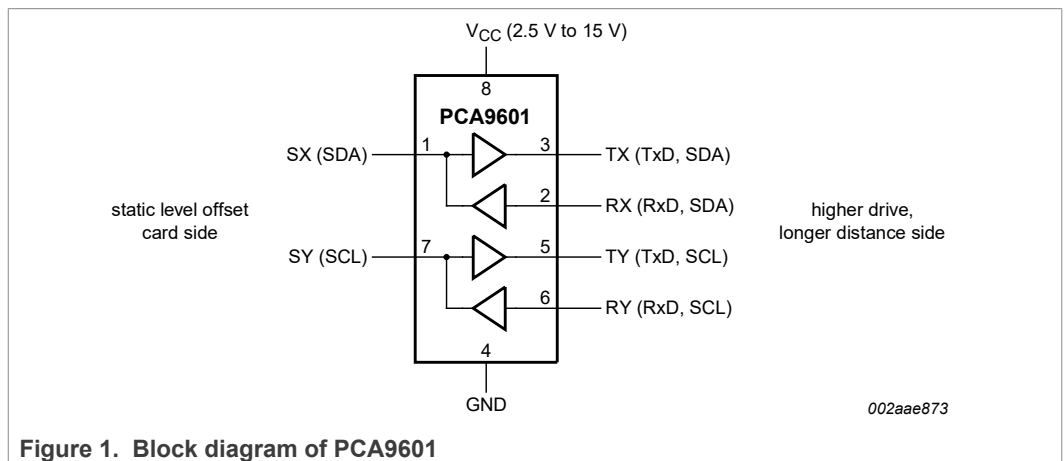 VCC (2.5 V to 15 V)
8
PCA9601
SX (SDA) 1 3 TX (TxD, SDA)
2 RX (RxD, SDA)
static level offset
card side
higher drive,
longer distance side
SY (SCL) 7 5 TY (TxD, SCL)
6 RY (RxD, SCL)
4
GND
002aae873
Figure 1. Block diagram of PCA9601